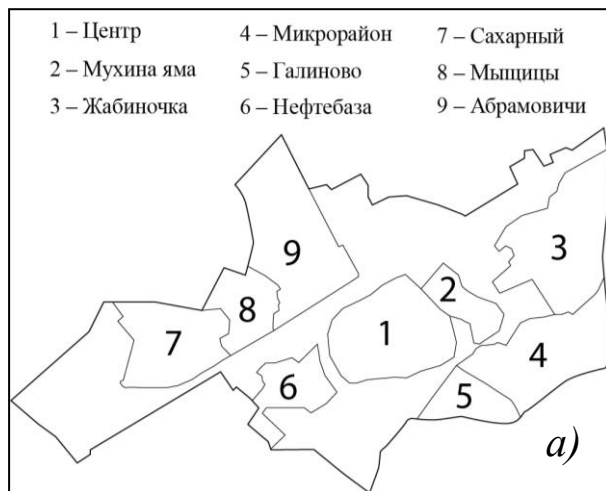 1 – Центр 4 – Микрорайон 7 – Сахарный
2 – Мухина яма 5 – Галиново 8 – Мыщицы
3 – Жабиночка 6 – Нефтебаза 9 – Абрамовичи
3
9
2
8
1
4
7
6
5
а)